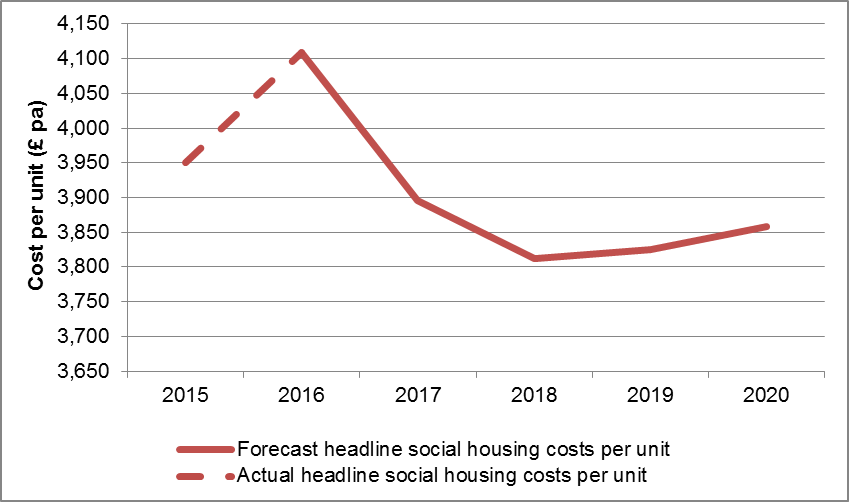 4,150
4,100
4,050
4,000
3,950
3,900
3,850
3,800
3,750
3,700
3,650
Cost per unit (£ pa)
2015 2016 2017 2018 2019 2020
Forecast headline social housing costs per unit
Actual headline social housing costs per unit